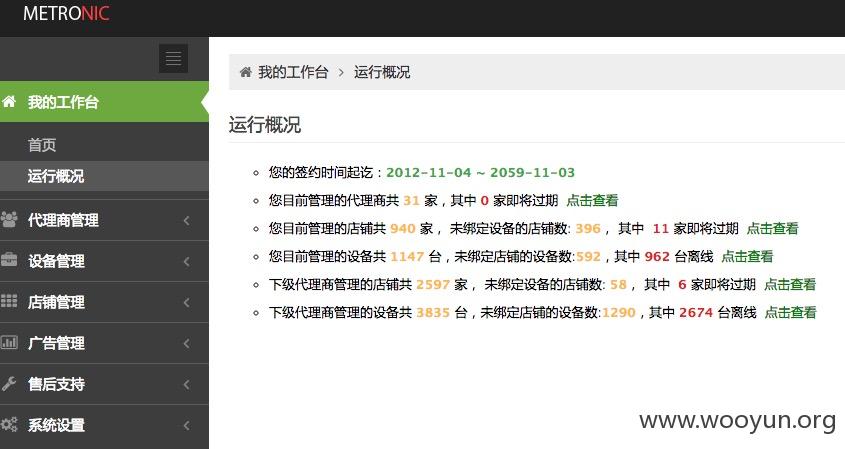 METRONIC
我的工作台
首页
运行概况
代理商管理
设备管理
店铺管理
广告管理
售后支持
系统设置
我的工作台 > 运行概况
运行概况
您的签约时间起讫：2012-11-04 ~ 2059-11-03
您目前管理的代理商共 31 家，其中 0 家即将过期 点击查看
您目前管理的店铺共 940 家， 未绑定设备的店铺数: 396 ， 其中 11 家即将过期 点击查看
您目前管理的设备共 1147 台，未绑定店铺的设备数:592 , 其中 962 台离线 点击查看
下级代理商管理的店铺共 2597 家， 未绑定设备的店铺数: 58 ， 其中 6 家即将过期 点击查看
下级代理商管理的设备共 3835 台，未绑定店铺的设备数:1290 , 其中 2674 台离线 点击查看
www.wooyun.org